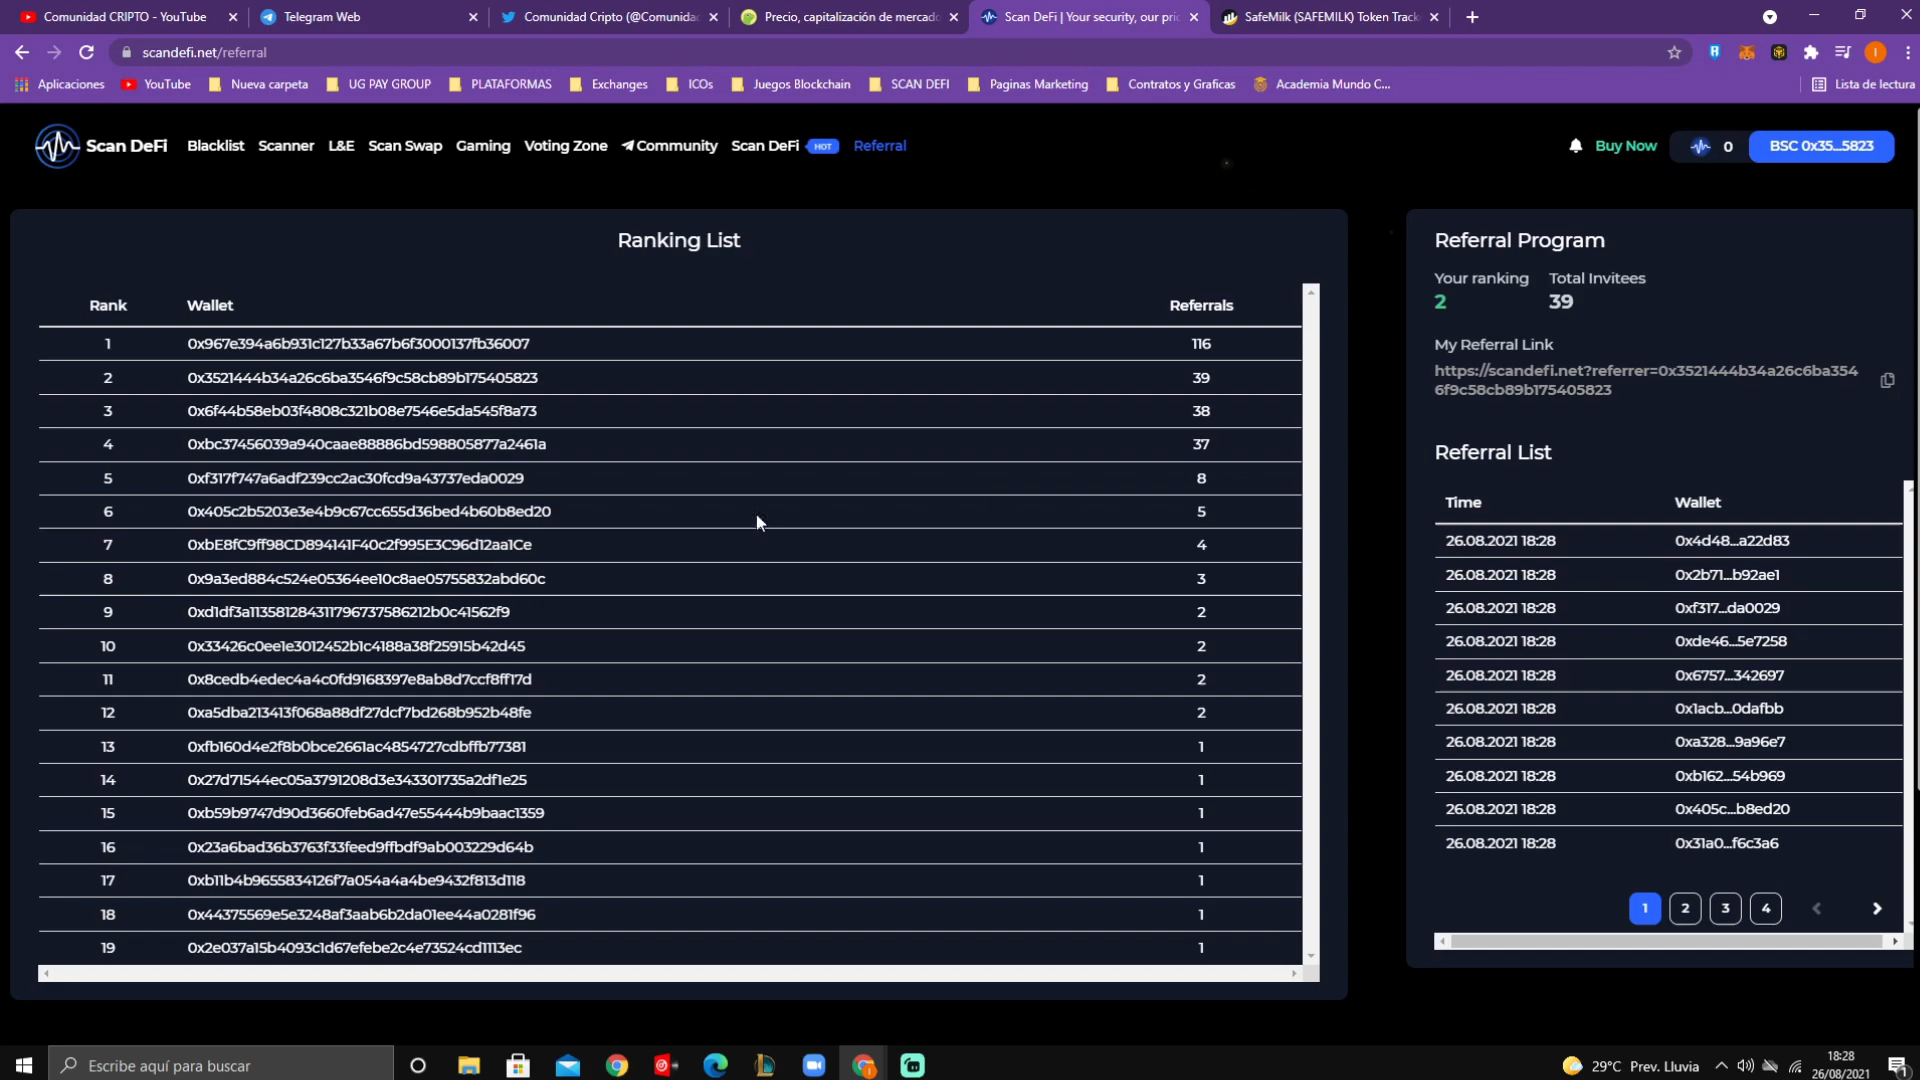 Comunidad CRIPTO - YouTube
Telegram Web
Comunidad Cripto (@Comunida
Precio, capitalización de mercado
Scan DeFi | Your security, our pri
SafeMilk (SAFEMILK) Token Track
scandefi.net/referral
Aplicaciones YouTube Nueva carpeta UG PAY GROUP PLATAFORMAS Exchanges ICOs Juegos Blockchain SCAN DEFI Paginas Marketing Contratos y Graficas Academia Mundo C... Lista de lectura
Scan DeFi Blacklist Scanner L&E Scan Swap Gaming Voting Zone Community Scan DeFi HOT Referral Buy Now 0 BSC 0x35...5823
Ranking List
Rank Wallet Referrals
1 0x967e394a6b931c127b33a67b6f3000137fb36007 116
2 0x3521444b34a26c6ba3546f9c58cb89b175405823 39
3 0x6f44b58eb03f4808c321b08e7546e5da545f8a73 38
4 0xbc37456039a940caae88886bd598805877a2461a 37
5 0xf317f747a6adf239cc2ac30fcd9a43737eda0029 8
6 0x405c2b5203e3e4b9c67cc655d36bed4b60b8ed20 5
7 0xbE8fC9ff98CD894141F40c2f995E3C96d12aa1Ce 4
8 0x9a3ed884c524e05364ee10c8ae05755832abd60c 3
9 0xd1df3a113581284311796737586212b0c41562f9 2
10 0x33426c0ee1e3012452b1c4188a38f25915b42d45 2
11 0x8cedb4edec4a4c0fd9168397e8ab8d7ccf8ff17d 2
12 0xa5dba213413f068a88df27dcf7bd268b952b48fe 2
13 0xfb160d4e2f8b0bce2661ac4854727cdbffb77381 1
14 0x27d71544ec05a3791208d3e343301735a2df1e25 1
15 0xb59b9747d90d3660feb6ad47e55444b9baac1359 1
16 0x23a6bad36b3763f33feed9ffbdf9ab003229d64b 1
17 0xb11b4b9655834126f7a054a4a4be9432f813d118 1
18 0x44375569e5e3248af3aab6b2da01ee44a0281f96 1
19 0x2e037a15b4093c1d67efebe2c4e73524cd1113ec 1
Referral Program
Your ranking Total Invitees
2 39
My Referral Link
https://scandefi.net?referrer=0x3521444b34a26c6ba354
6f9c58cb89b175405823
Referral List
Time Wallet
26.08.2021 18:28 0x4d48...a22d83
26.08.2021 18:28 0x2b71...b92ae1
26.08.2021 18:28 0xf317...da0029
26.08.2021 18:28 0xde46...5e7258
26.08.2021 18:28 0x6757...342697
26.08.2021 18:28 0x1acb...0dafbb
26.08.2021 18:28 0xa328...9a96e7
26.08.2021 18:28 0xb162...54b969
26.08.2021 18:28 0x405c...b8ed20
26.08.2021 18:28 0x31a0...f6c3a6
1 2 3 4
Escribe aquí para buscar
29°C Prev. Lluvia
18:28
26/08/2021
1